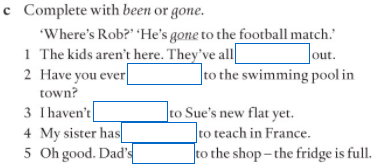 c Complete with been or gone.
'Where's Rob?' 'He's gone to the football match.'
1 The kids aren't here. They've all out.
2 Have you ever to the swimming pool in
town?
3 I haven't to Sue's new flat yet.
4 My sister has to teach in France.
5 Oh good. Dad's to the shop – the fridge is full.